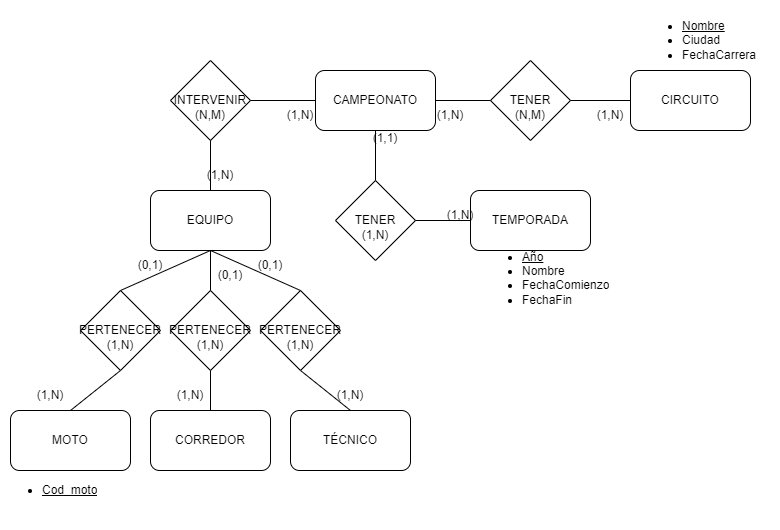 Nombre
Ciudad
FechaCarrera
INTERVENIR
(N,M)
(1,N)
CAMPEONATO
(1,N)
TENER
(N,M)
(1,N)
CIRCUITO
(1,1)
(1,N)
EQUIPO
TENER
(1,N)
(1,N)
TEMPORADA
Año
Nombre
FechaComienzo
FechaFin
(0,1)
(0,1)
(0,1)
PERTENECER
(1,N)
PERTENECER
(1,N)
PERTENECER
(1,N)
(1,N)
(1,N)
(1,N)
MOTO
CORREDOR
TÉCNICO
Cod_moto